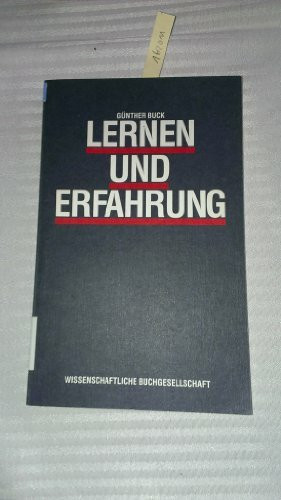 GÜNTHER BUCK
LERNEN
UND
ERFAHRUNG
WISSENSCHAFTLICHE BUCHGESELLSCHAFT